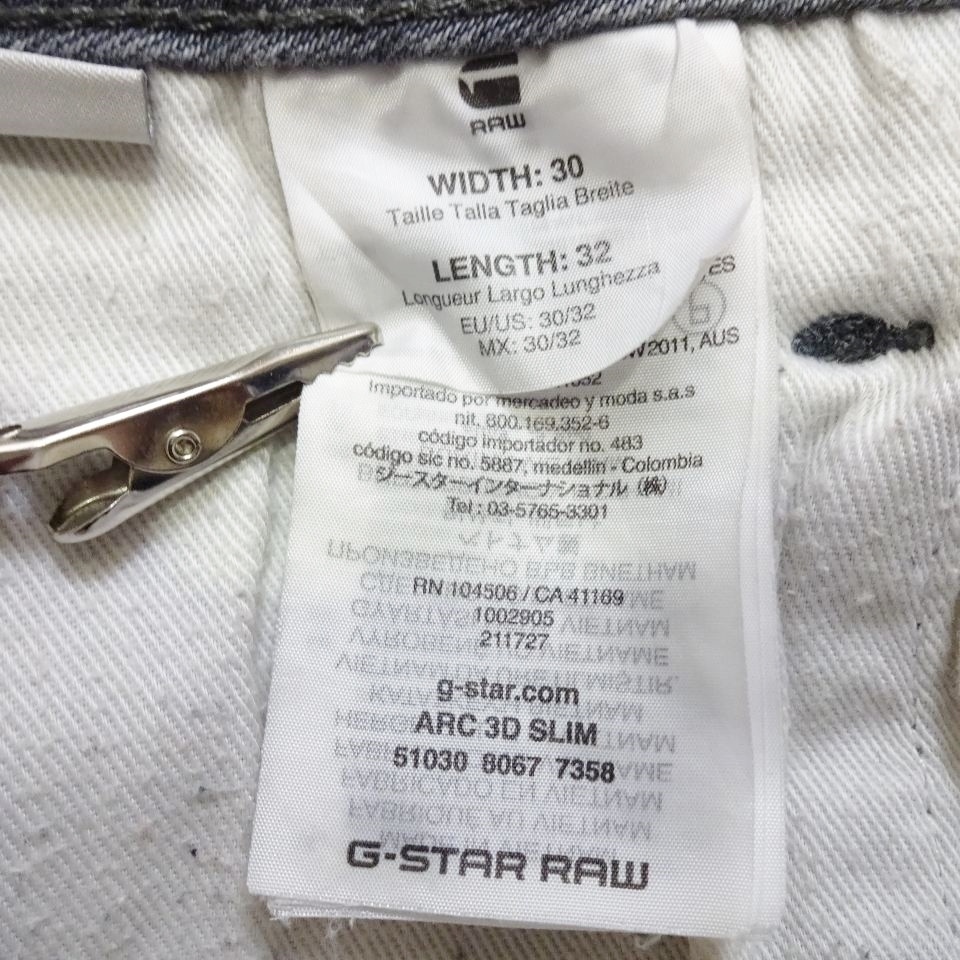 RAW
WIDTH: 30
Taille Talla Taglia Breite
LENGTH: 32
Longueur Largo Lunghezza
EU/US: 30/32
MX: 30/32
2011, AUS
Importado por mercadeo y moda s.a.s
nit. 800.169.352-6
código importador no. 483
código sic no. 5887, medellin - Colombia
ジースターインターナショナル（株）
Tel : 03-5765-3301
RN 104506 / CA 41169
1002905
211727
g-star.com
ARC 3D SLIM
51030 8067 7358
G-STAR RAW